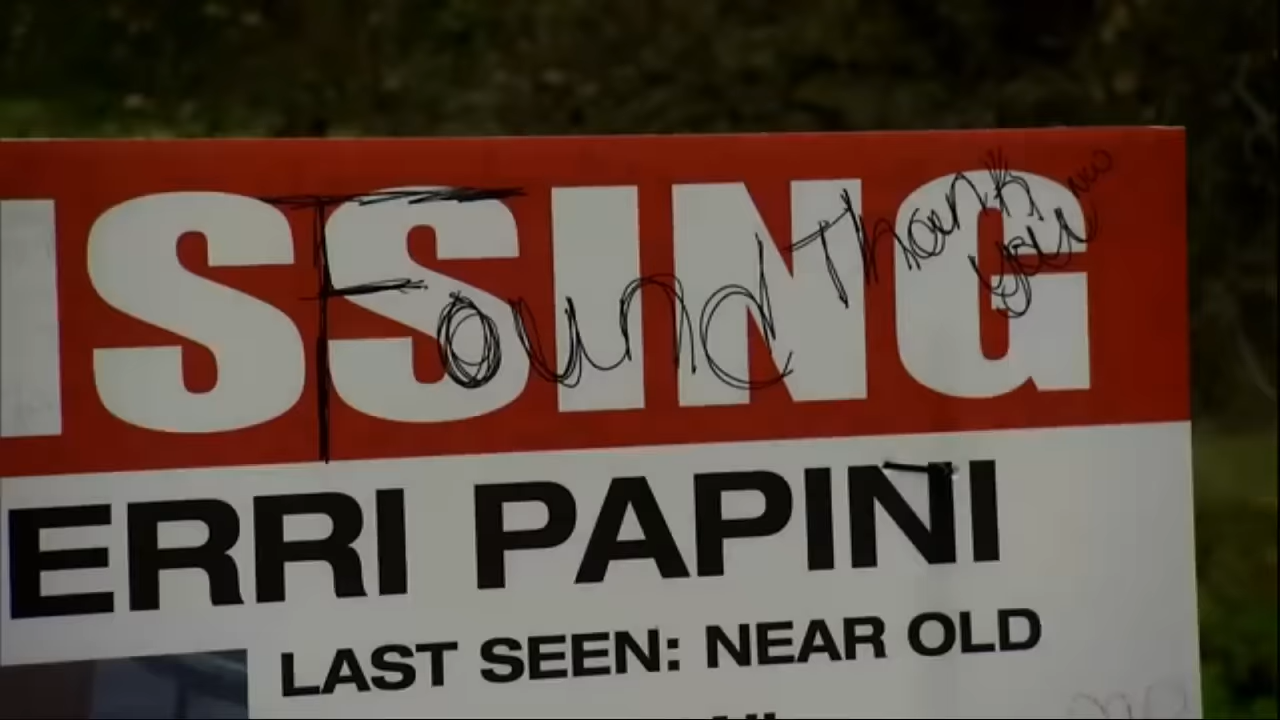 ISSING
Found Thank you
ERRI PAPINI
LAST SEEN: NEAR OLD